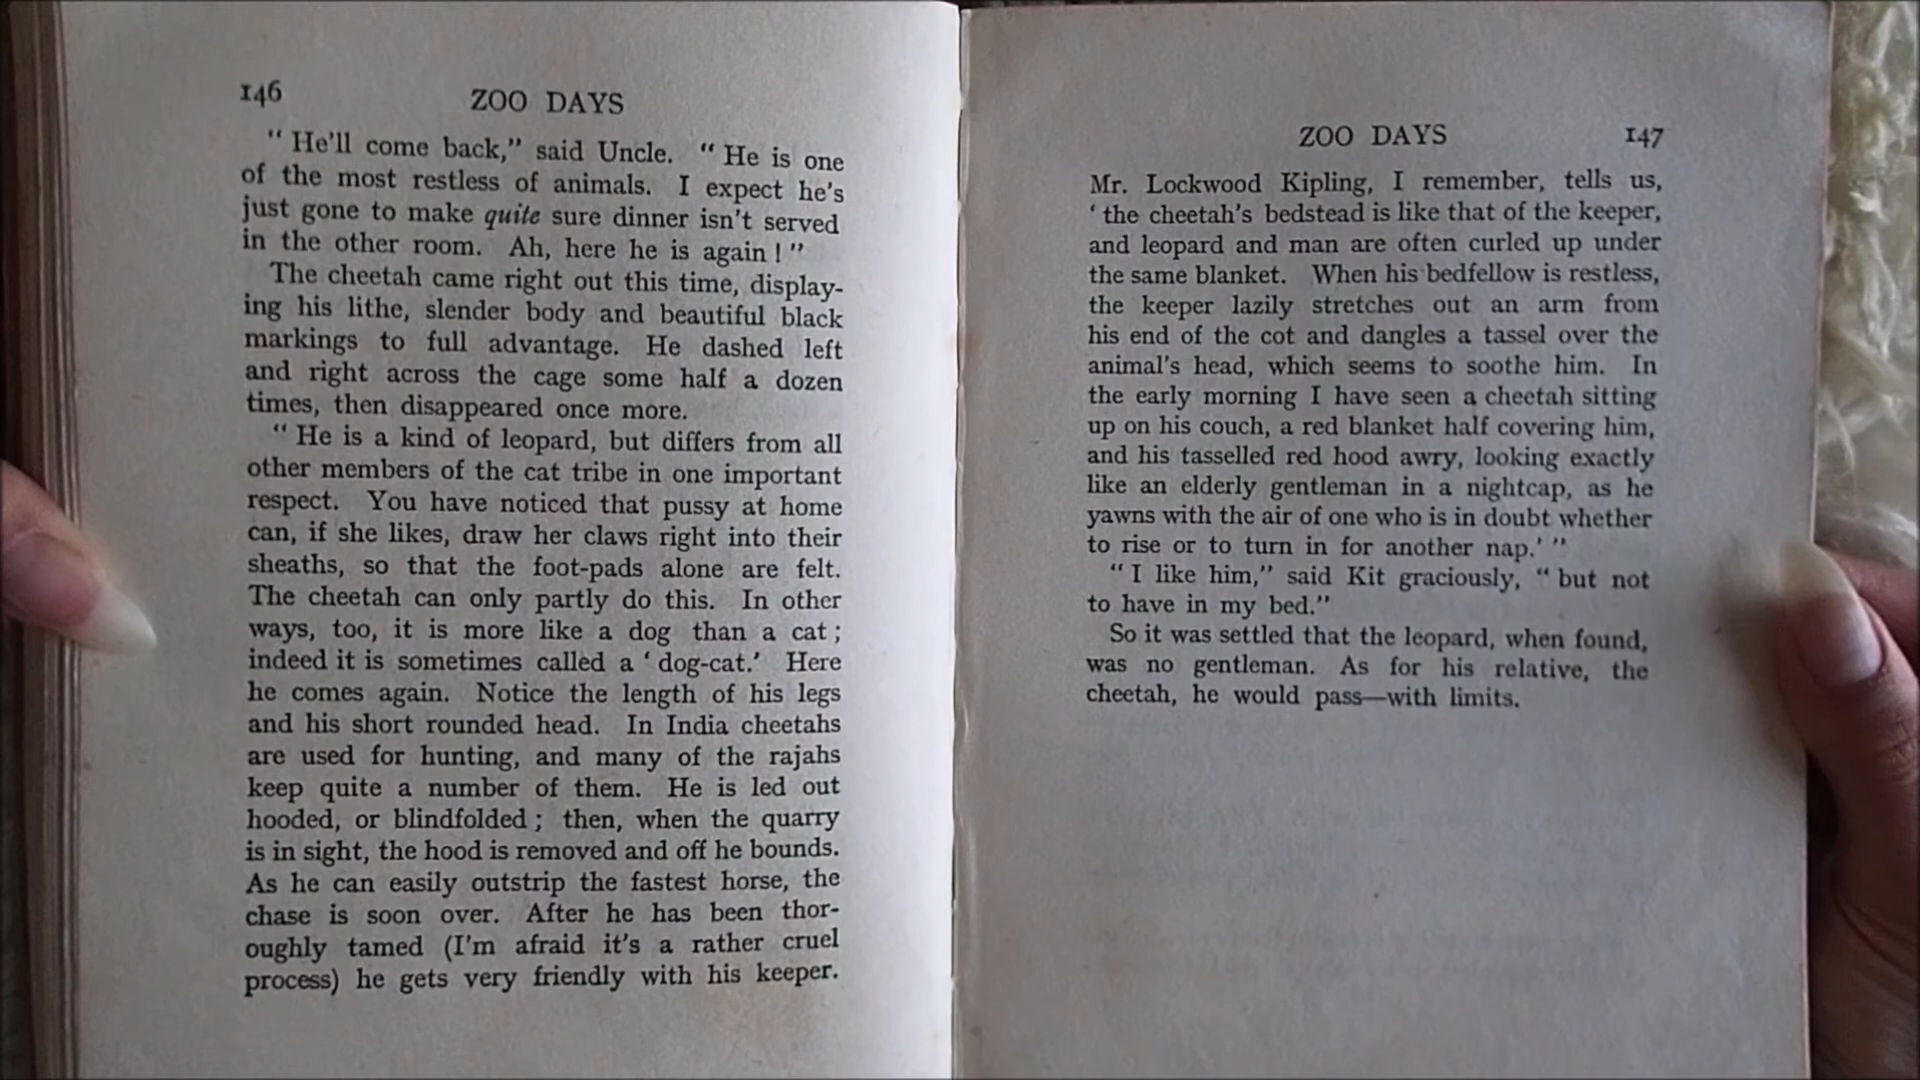 146
ZOO DAYS
“ He'll come back,” said Uncle. “ He is one
of the most restless of animals. I expect he's
just gone to make quite sure dinner isn't served
in the other room. Ah, here he is again ! ”
The cheetah came right out this time, display-
ing his lithe, slender body and beautiful black
markings to full advantage. He dashed left
and right across the cage some half a dozen
times, then disappeared once more.
“ He is a kind of leopard, but differs from all
other members of the cat tribe in one important
respect. You have noticed that pussy at home
can, if she likes, draw her claws right into their
sheaths, so that the foot-pads alone are felt.
The cheetah can only partly do this. In other
ways, too, it is more like a dog than a cat ;
indeed it is sometimes called a ‘ dog-cat.’ Here
he comes again. Notice the length of his legs
and his short rounded head. In India cheetahs
are used for hunting, and many of the rajahs
keep quite a number of them. He is led out
hooded, or blindfolded ; then, when the quarry
is in sight, the hood is removed and off he bounds.
As he can easily outstrip the fastest horse, the
chase is soon over. After he has been thor-
oughly tamed (I'm afraid it's a rather cruel
process) he gets very friendly with his keeper.
ZOO DAYS
147
Mr. Lockwood Kipling, I remember, tells us,
‘ the cheetah's bedstead is like that of the keeper,
and leopard and man are often curled up under
the same blanket. When his bedfellow is restless,
the keeper lazily stretches out an arm from
his end of the cot and dangles a tassel over the
animal's head, which seems to soothe him. In
the early morning I have seen a cheetah sitting
up on his couch, a red blanket half covering him,
and his tasselled red hood awry, looking exactly
like an elderly gentleman in a nightcap, as he
yawns with the air of one who is in doubt whether
to rise or to turn in for another nap.’ ”
“ I like him,” said Kit graciously, “ but not
to have in my bed.”
So it was settled that the leopard, when found,
was no gentleman. As for his relative, the
cheetah, he would pass—with limits.